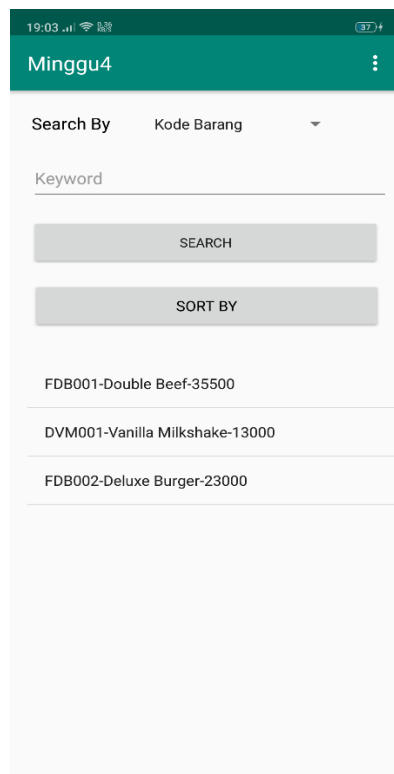 19:03
37
Minggu4
Search By Kode Barang
Keyword
SEARCH
SORT BY
FDB001-Double Beef-35500
DVM001-Vanilla Milkshake-13000
FDB002-Deluxe Burger-23000